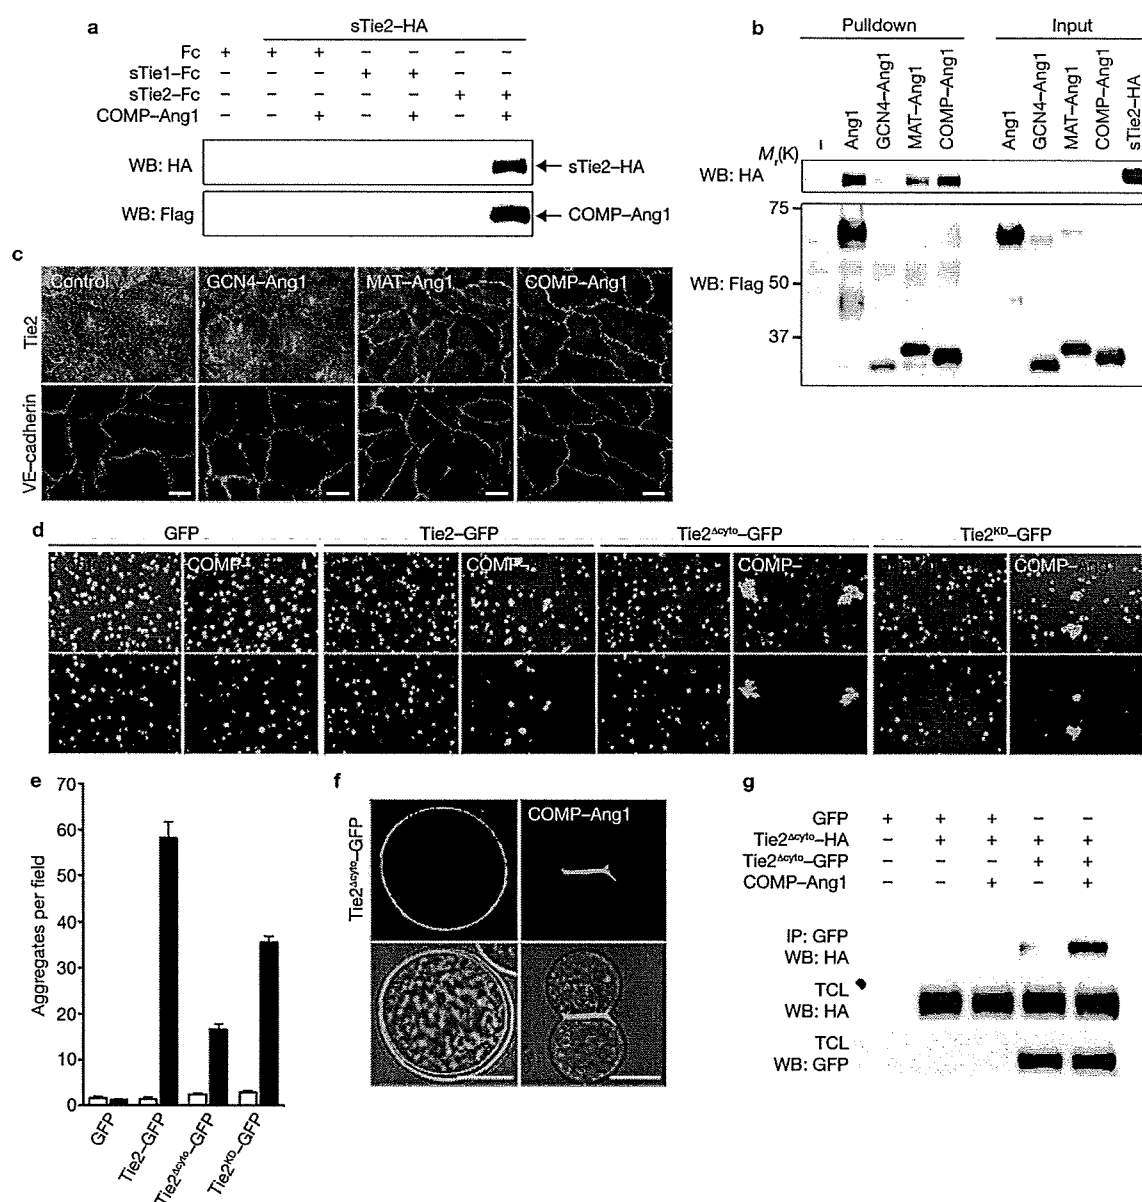 a
sTie2–HA
Fc + + + – – – –
sTie1–Fc – – – + + – –
sTie2–Fc – – – – – + +
COMP–Ang1 – – + – + – +
WB: HA
sTie2–HA
WB: Flag
COMP–Ang1
b
Pulldown
Input
–
Ang1
GCN4–Ang1
MAT–Ang1
COMP–Ang1
Ang1
GCN4–Ang1
MAT–Ang1
COMP–Ang1
sTie2–HA
Mr(K)
WB: HA
75
WB: Flag
50
37
c
Control
GCN4–Ang1
MAT–Ang1
COMP–Ang1
Tie2
VE–cadherin
d
GFP
Tie2–GFP
Tie2Δcyto–GFP
Tie2KD–GFP
COMP–
COMP–
COMP–
COMP–Ang1
e
Aggregates per field
70
60
50
40
30
20
10
0
GFP
Tie2–GFP
Tie2Δcyto–GFP
Tie2KD–GFP
f
COMP–Ang1
Tie2Δcyto–GFP
g
GFP + + + – –
Tie2Δcyto–HA – + + + +
Tie2Δcyto–GFP – – – + +
COMP–Ang1 – – + – +
IP: GFP
WB: HA
TCL
WB: HA
TCL
WB: GFP